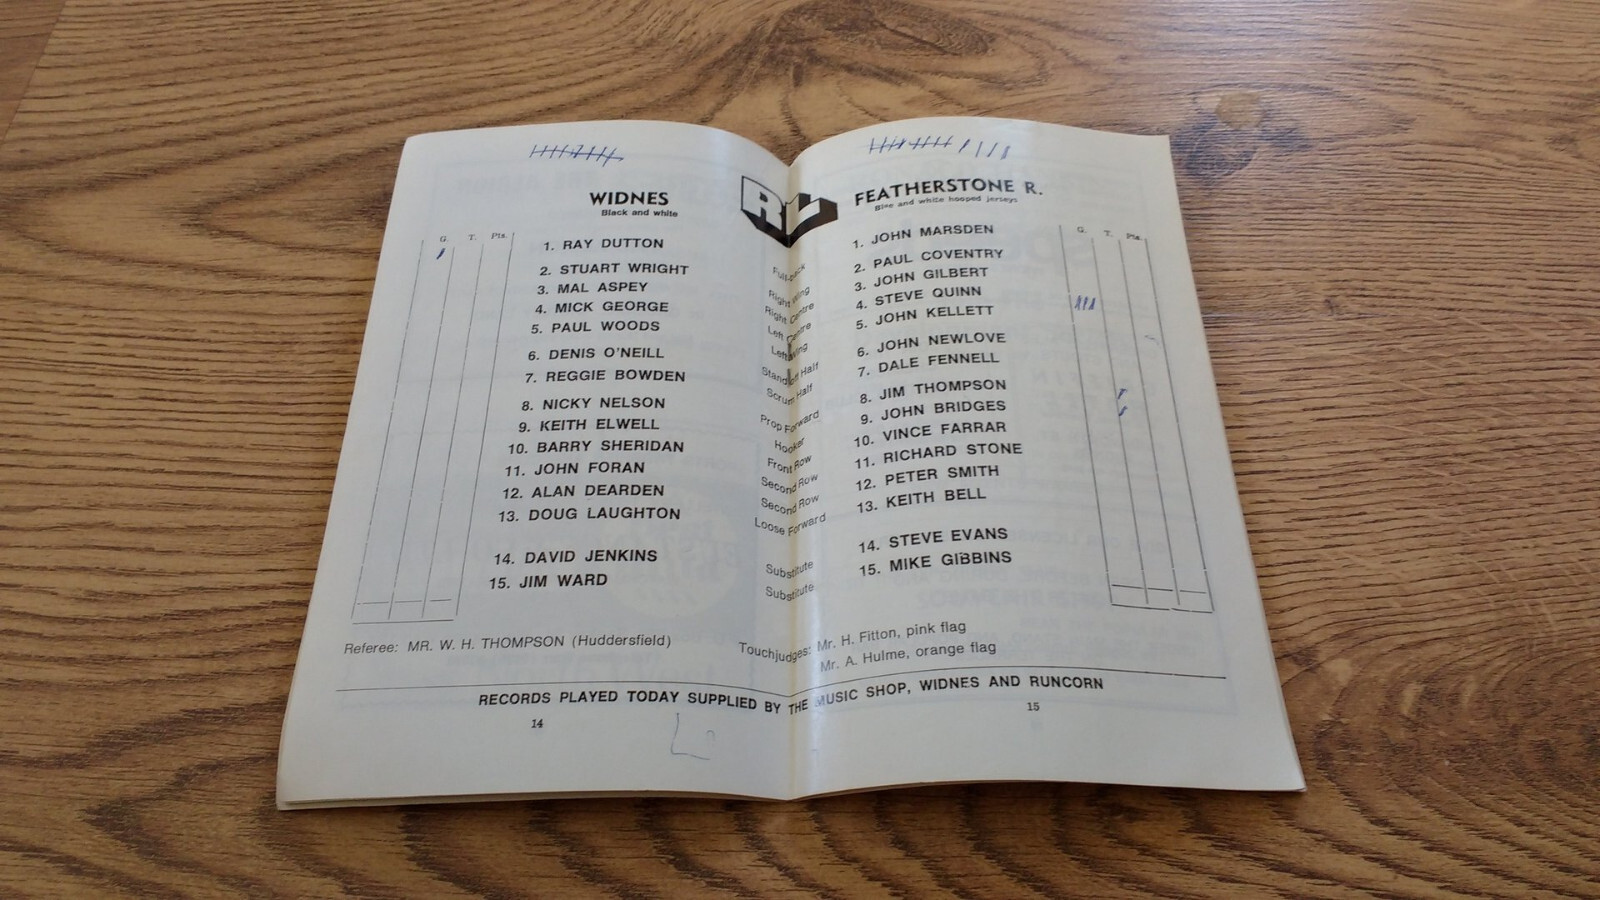 WIDNES
Black and white
G. T. Pts.
1. RAY DUTTON
2. STUART WRIGHT
3. MAL ASPEY
4. MICK GEORGE
5. PAUL WOODS
6. DENIS O'NEILL
7. REGGIE BOWDEN
8. NICKY NELSON
9. KEITH ELWELL
10. BARRY SHERIDAN
11. JOHN FORAN
12. ALAN DEARDEN
13. DOUG LAUGHTON
14. DAVID JENKINS
15. JIM WARD
RL
Full-back
Right Wing
Right Centre
Left Centre
Left Wing
Stand-off Half
Scrum Half
Prop Forward
Hooker
Front Row
Second Row
Second Row
Loose Forward
Substitute
Substitute
FEATHERSTONE R.
Blue and white hooped jerseys
G. T. Pts.
1. JOHN MARSDEN
2. PAUL COVENTRY
3. JOHN GILBERT
4. STEVE QUINN
5. JOHN KELLETT
6. JOHN NEWLOVE
7. DALE FENNELL
8. JIM THOMPSON
9. JOHN BRIDGES
10. VINCE FARRAR
11. RICHARD STONE
12. PETER SMITH
13. KEITH BELL
14. STEVE EVANS
15. MIKE GIBBINS
Referee: MR. W. H. THOMPSON (Huddersfield)
Touchjudges: Mr. H. Fitton, pink flag
Mr. A. Hulme, orange flag
RECORDS PLAYED TODAY SUPPLIED BY THE MUSIC SHOP, WIDNES AND RUNCORN
14
15